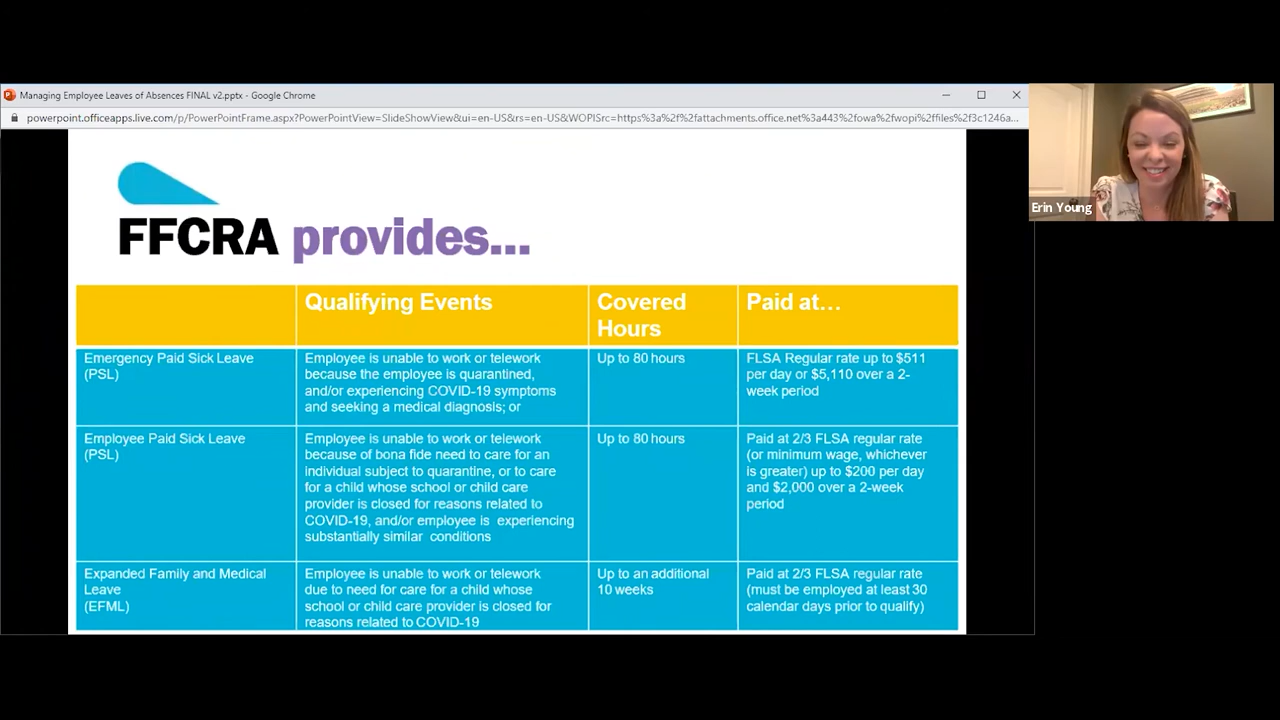 Managing Employee Leaves of Absences FINAL v2.pptx - Google Chrome
powerpoint.officeapps.live.com/p/PowerPointFrame.aspx?PowerPointView=SlideShowView&ui=en-US&rs=en-US&WOPISrc=https%3a%2f%2fattachments.office.net%3a443%2fowa%2fwopi%2ffiles%2f3c1246a...
Erin Young
FFCRA provides...
Qualifying Events
Covered
Hours
Paid at...
Emergency Paid Sick Leave
(PSL)
Employee is unable to work or telework
because the employee is quarantined,
and/or experiencing COVID-19 symptoms
and seeking a medical diagnosis; or
Up to 80 hours
FLSA Regular rate up to $511
per day or $5,110 over a 2-
week period
Employee Paid Sick Leave
(PSL)
Employee is unable to work or telework
because of bona fide need to care for an
individual subject to quarantine, or to care
for a child whose school or child care
provider is closed for reasons related to
COVID-19, and/or employee is experiencing
substantially similar conditions
Up to 80 hours
Paid at 2/3 FLSA regular rate
(or minimum wage, whichever
is greater) up to $200 per day
and $2,000 over a 2-week
period
Expanded Family and Medical
Leave
(EFML)
Employee is unable to work or telework
due to need for care for a child whose
school or child care provider is closed for
reasons related to COVID-19
Up to an additional
10 weeks
Paid at 2/3 FLSA regular rate
(must be employed at least 30
calendar days prior to qualify)